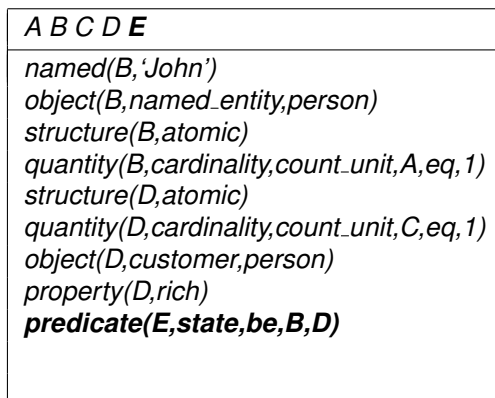 A B C D E
named(B,‘John’)
object(B,named_entity,person)
structure(B,atomic)
quantity(B,cardinality,count_unit,A,eq,1)
structure(D,atomic)
quantity(D,cardinality,count_unit,C,eq,1)
object(D,customer,person)
property(D,rich)
predicate(E,state,be,B,D)